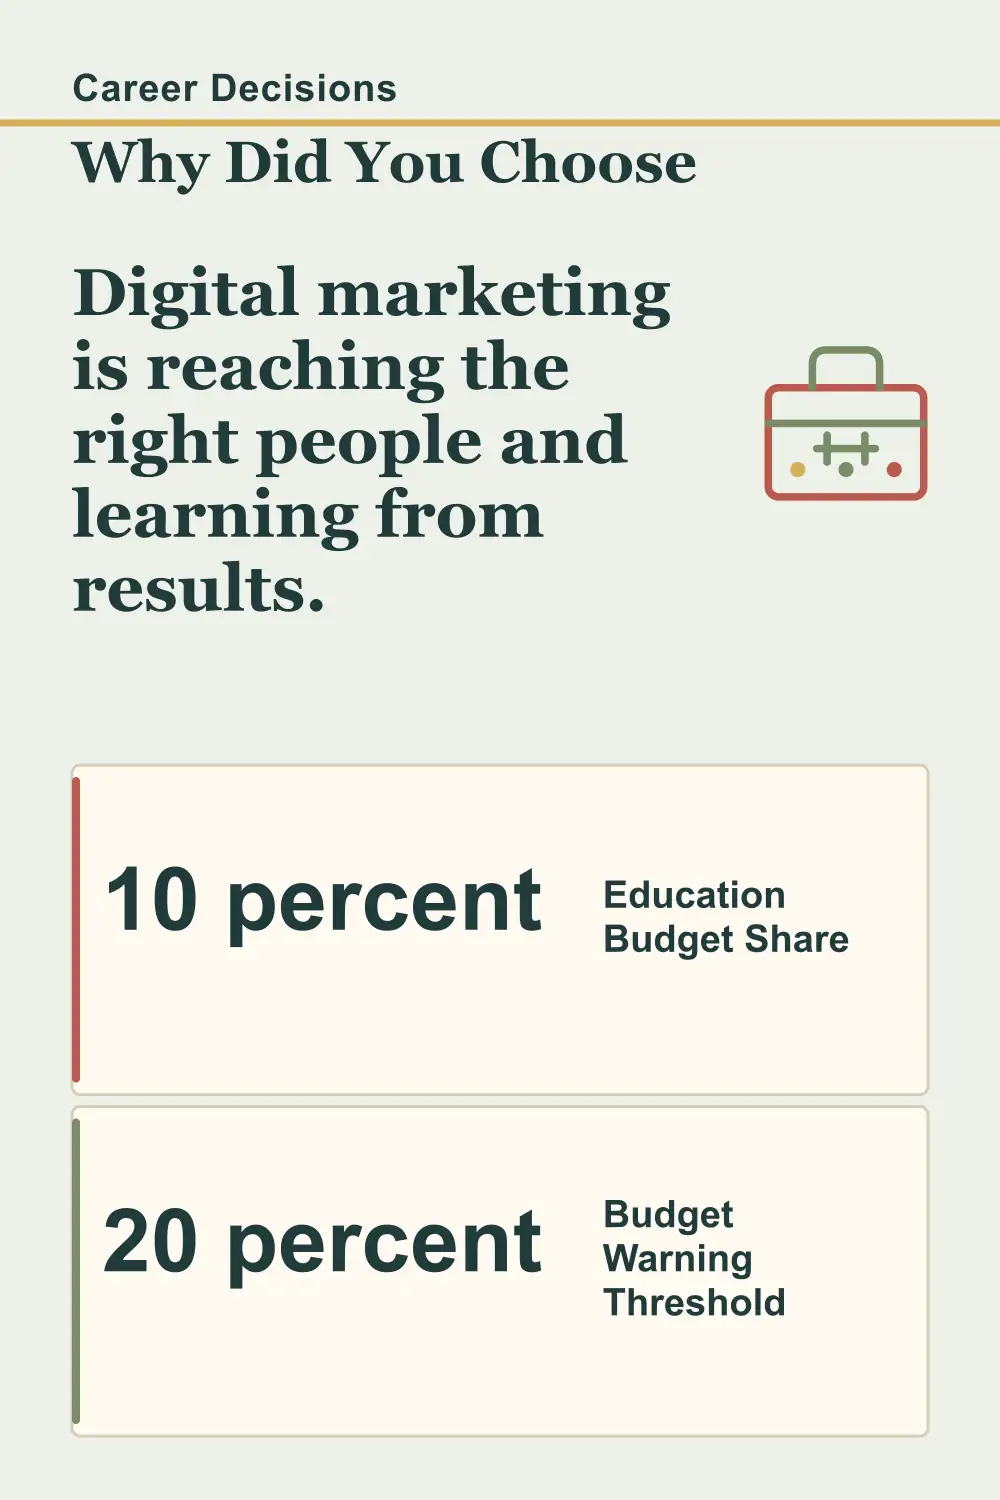 Career Decisions
Why Did You Choose
Digital marketing
is reaching the
right people and
learning from
results.
10 percent
Education
Budget Share
20 percent
Budget
Warning
Threshold